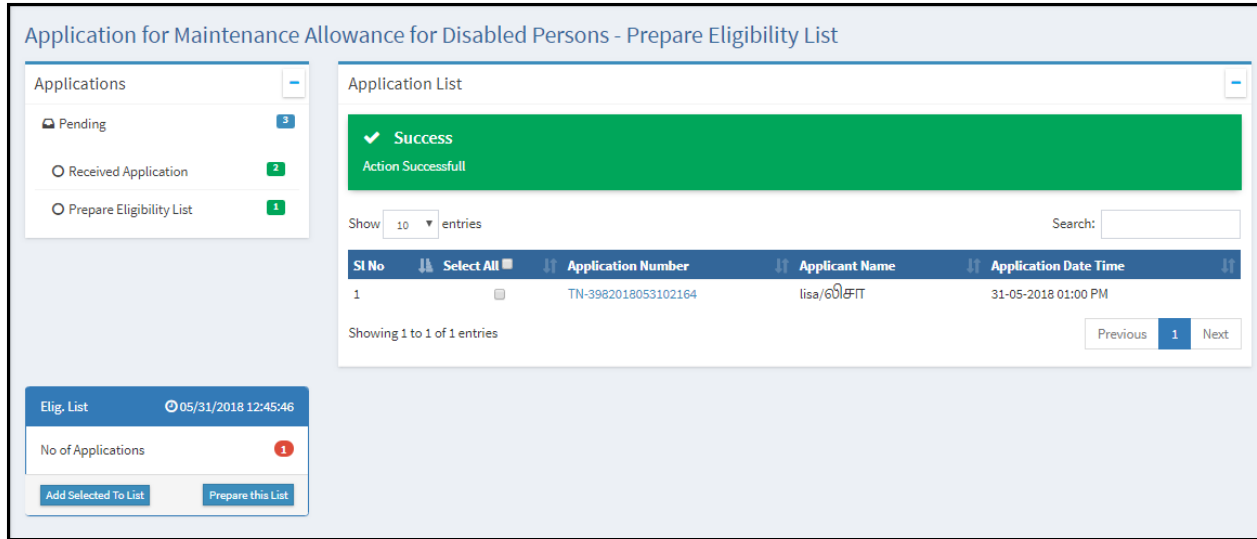 Application for Maintenance Allowance for Disabled Persons - Prepare Eligibility List
Applications
Pending 3
Received Application 2
Prepare Eligibility List 1
Application List
Success
Action Successfull
Show 10 entries Search:
Sl No Select All Application Number Applicant Name Application Date Time
1 TN-3982018053102164 lisa/லிசா 31-05-2018 01:00 PM
Showing 1 to 1 of 1 entries Previous 1 Next
Elig. List 05/31/2018 12:45:46
No of Applications 1
Add Selected To List Prepare this List